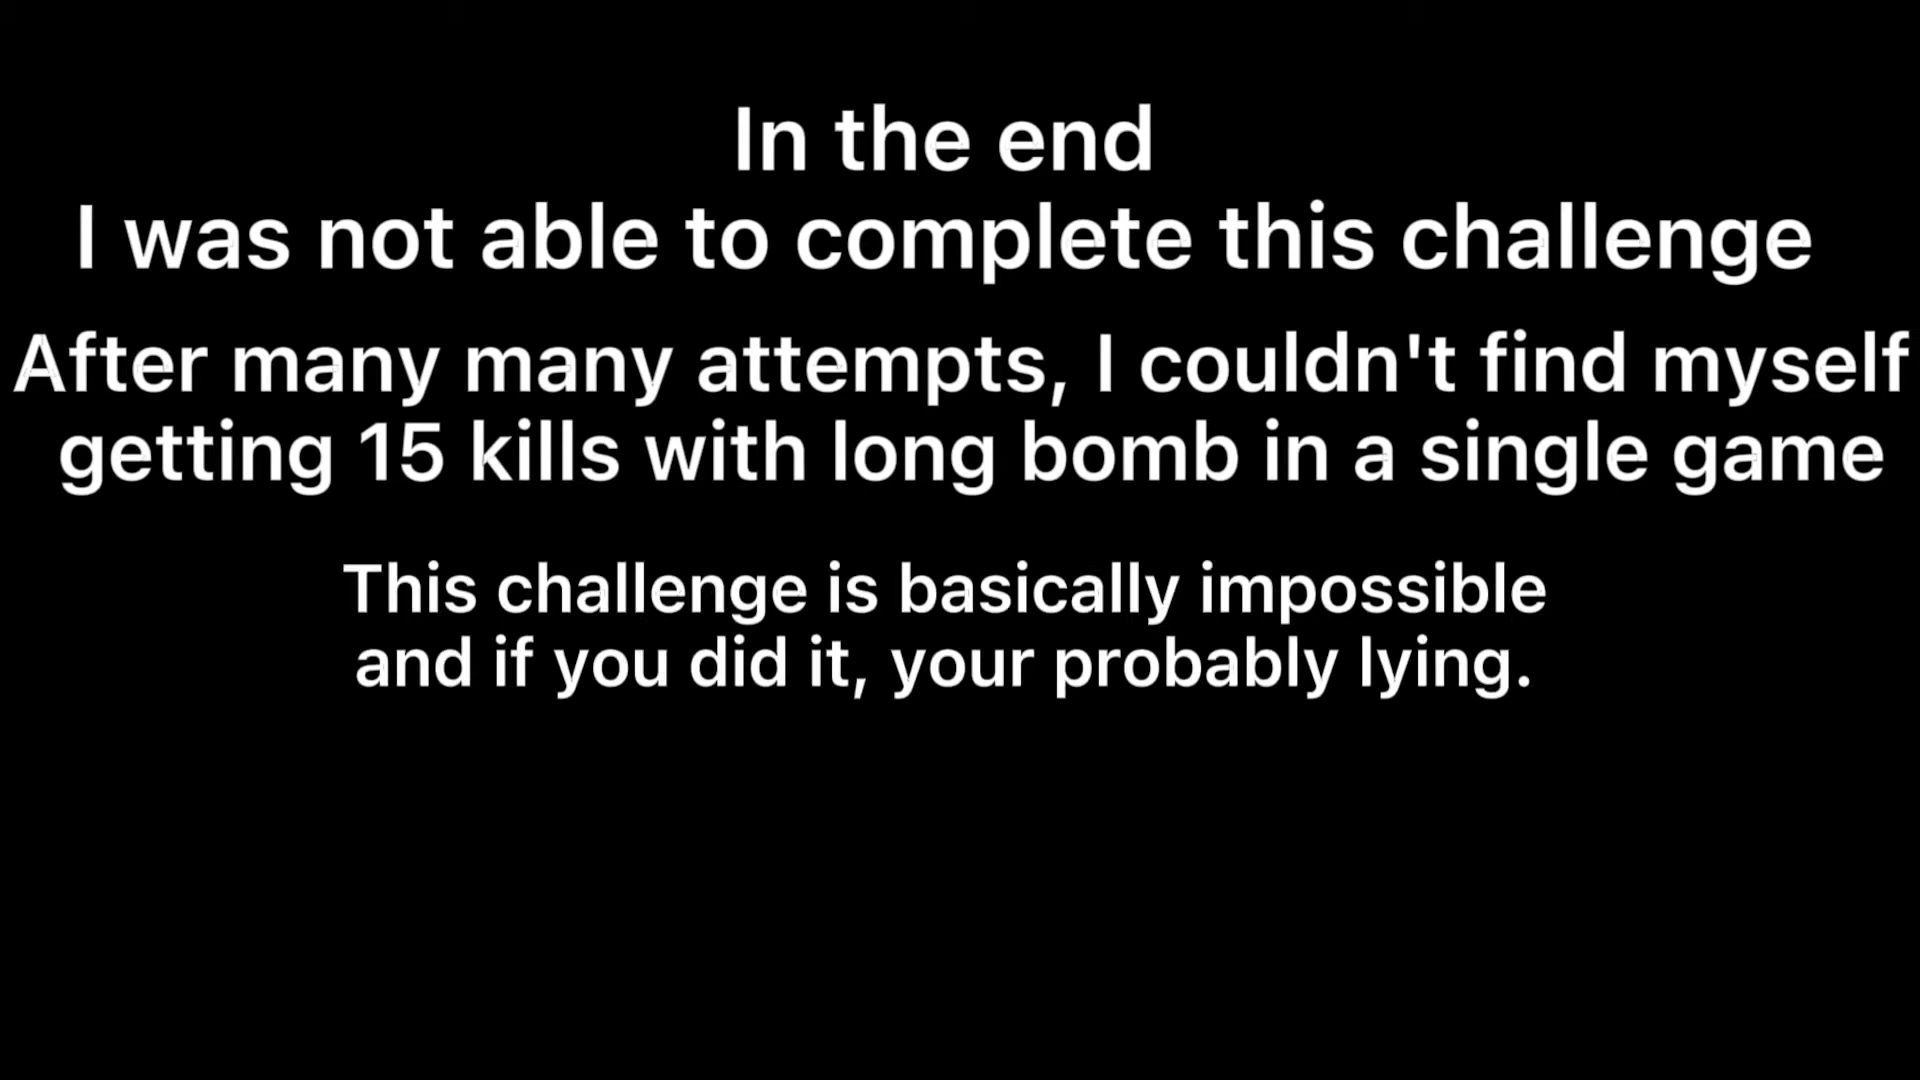 In the end
I was not able to complete this challenge
After many many attempts, I couldn't find myself
getting 15 kills with long bomb in a single game
This challenge is basically impossible
and if you did it, your probably lying.